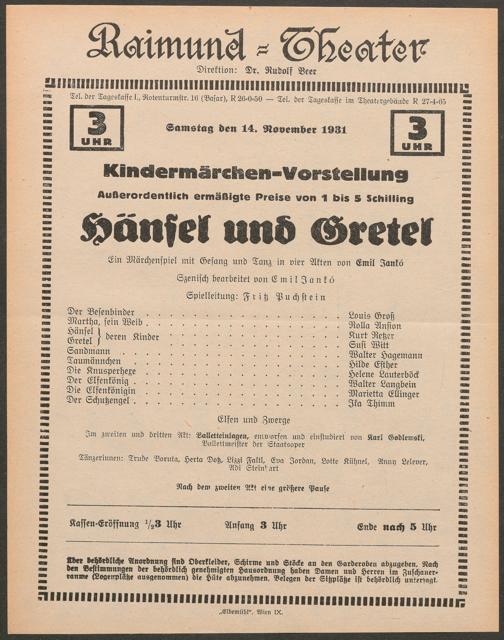 Raimund-Theater
Direktion: Dr. Rudolf Beer
Tel. der Tageskasse I., Rotenturmstr. 16 (Basar), R 26-0-50 — Tel. der Tageskasse im Theatergebäude R 27-4-65
3 UHR
Samstag den 14. November 1931
3 UHR
Kindermärchen-Vorstellung
Außerordentlich ermäßigte Preise von 1 bis 5 Schilling
Hänsel und Gretel
Ein Märchenspiel mit Gesang und Tanz in vier Akten von Emil Jankó
Szenisch bearbeitet von Emil Jankó
Spielleitung: Fritz Puchstein
Der Besenbinder . . . Louis Groß
Martha, sein Weib . . . Rolla Ansion
Hänsel } deren Kinder . . . Kurt Retzer
Gretel } . . . Susi Witt
Sandmann . . . Walter Hagemann
Taumännchen . . . Hilde Esther
Die Knusperhexe . . . Helene Lauterböck
Der Elfenkönig . . . Walter Langbein
Die Elfenkönigin . . . Marietta Ellinger
Der Schutzengel . . . Ika Thimm
Elfen und Zwerge
Im zweiten und dritten Akt: Balletteinlagen, entworfen und einstudiert von Karl Godlewski,
Ballettmeister der Staatsoper
Tänzerinnen: Trude Boruta, Herta Dotz, Lizzi Faltl, Eva Jordan, Lotte Kühnel, Anny Lelever,
Adi Steinhart
Nach dem zweiten Akt eine größere Pause
Kassen-Eröffnung ½3 Uhr Anfang 3 Uhr Ende nach 5 Uhr
Über behördliche Anordnung sind Oberkleider, Schirme und Stöcke an den Garderoben abzugeben. Nach
den Bestimmungen der behördlich genehmigten Hausordnung haben Damen und Herren im Zuschauer-
raume (Logenplätze ausgenommen) die Hüte abzunehmen. Belegen der Sitzplätze ist behördlich untersagt.
„Elbemühl“, Wien IX.